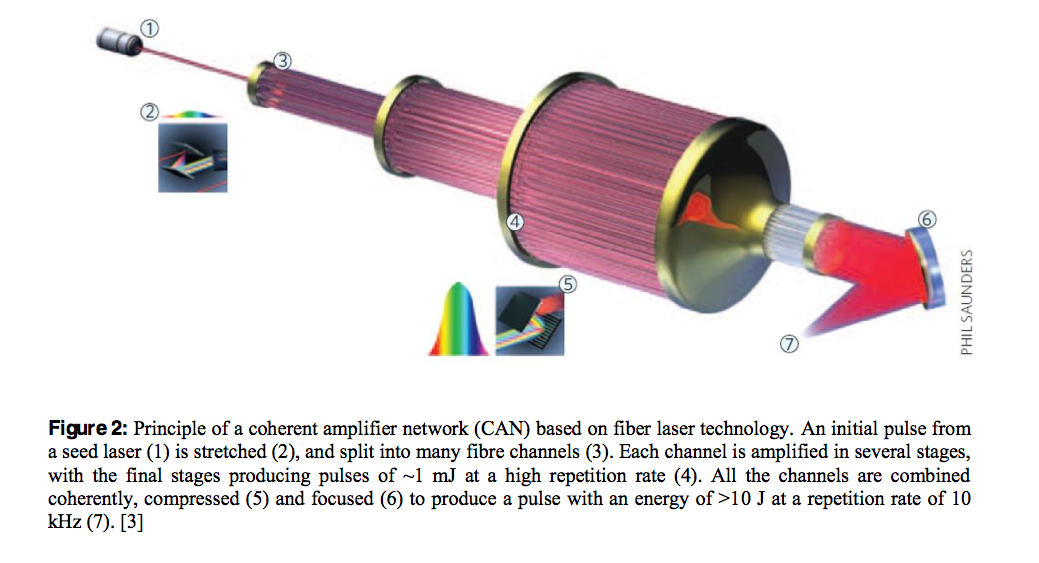 ①
③
②
④
⑥
⑤
⑦
PHIL SAUNDERS
Figure 2: Principle of a coherent amplifier network (CAN) based on fiber laser technology. An initial pulse from
a seed laser (1) is stretched (2), and split into many fibre channels (3). Each channel is amplified in several stages,
with the final stages producing pulses of ~1 mJ at a high repetition rate (4). All the channels are combined
coherently, compressed (5) and focused (6) to produce a pulse with an energy of >10 J at a repetition rate of 10
kHz (7). [3]